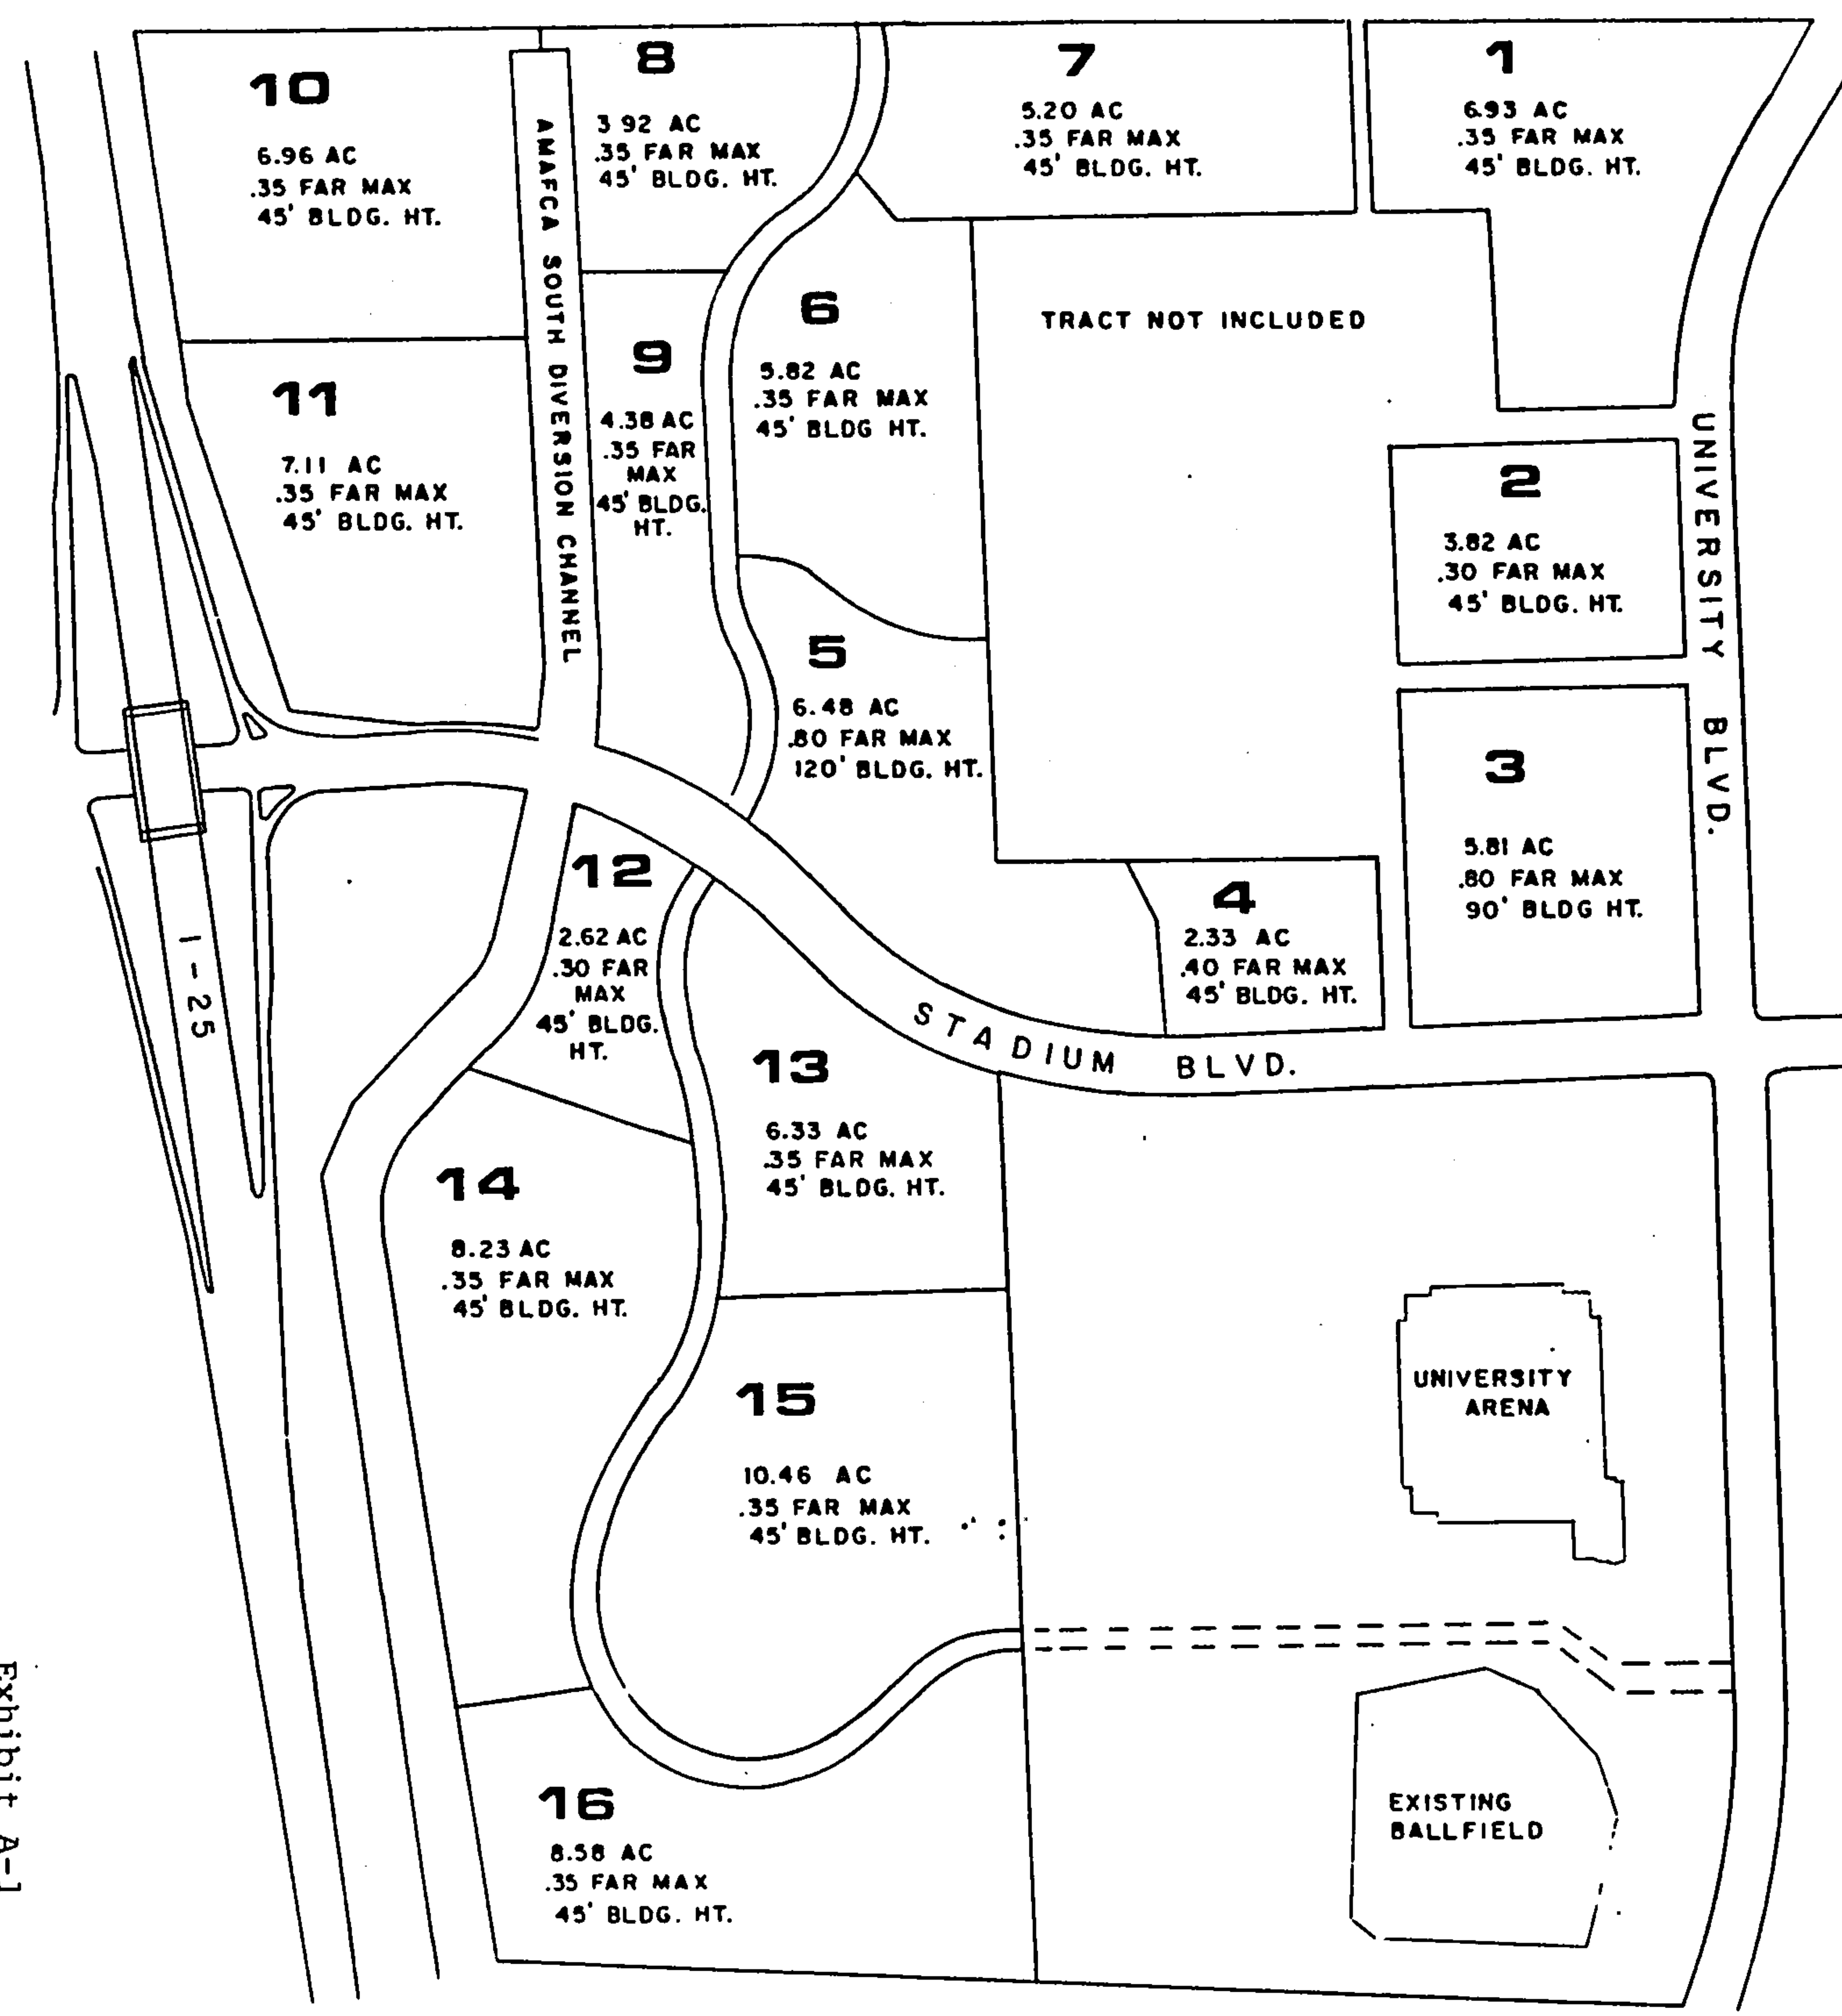 10
6.96 AC
.35 FAR MAX
45' BLDG. HT.
8
3 92 AC
.35 FAR MAX
45' BLDG. HT.
7
5.20 AC
.35 FAR MAX
45' BLDG. HT.
1
6.93 AC
.35 FAR MAX
45' BLDG. HT.
AMAFCA SOUTH DIVERSION CHANNEL
11
7.11 AC
.35 FAR MAX
45' BLDG. HT.
9
4.38 AC
.35 FAR
MAX
45' BLDG.
HT.
6
5.82 AC
.35 FAR MAX
45' BLDG HT.
TRACT NOT INCLUDED
2
3.82 AC
.30 FAR MAX
45' BLDG. HT.
UNIVERSITY BLVD.
5
6.48 AC
.80 FAR MAX
120' BLDG. HT.
3
5.81 AC
.80 FAR MAX
90' BLDG HT.
4
2.33 AC
.40 FAR MAX
45' BLDG. HT.
12
2.62 AC
.30 FAR
MAX
45' BLDG.
HT.
I-25
STADIUM BLVD.
13
6.33 AC
.35 FAR MAX
45' BLDG. HT.
14
8.23 AC
.35 FAR MAX
45' BLDG. HT.
15
10.46 AC
.35 FAR MAX
45' BLDG. HT.
UNIVERSITY
ARENA
16
8.58 AC
.35 FAR MAX
45' BLDG. HT.
EXISTING
BALLFIELD
Exhibit A-1